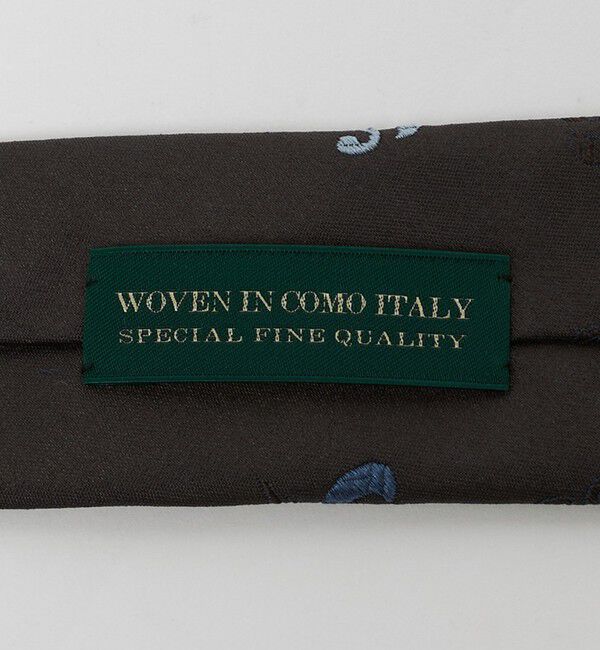 WOVEN IN COMO ITALY
SPECIAL FINE QUALITY